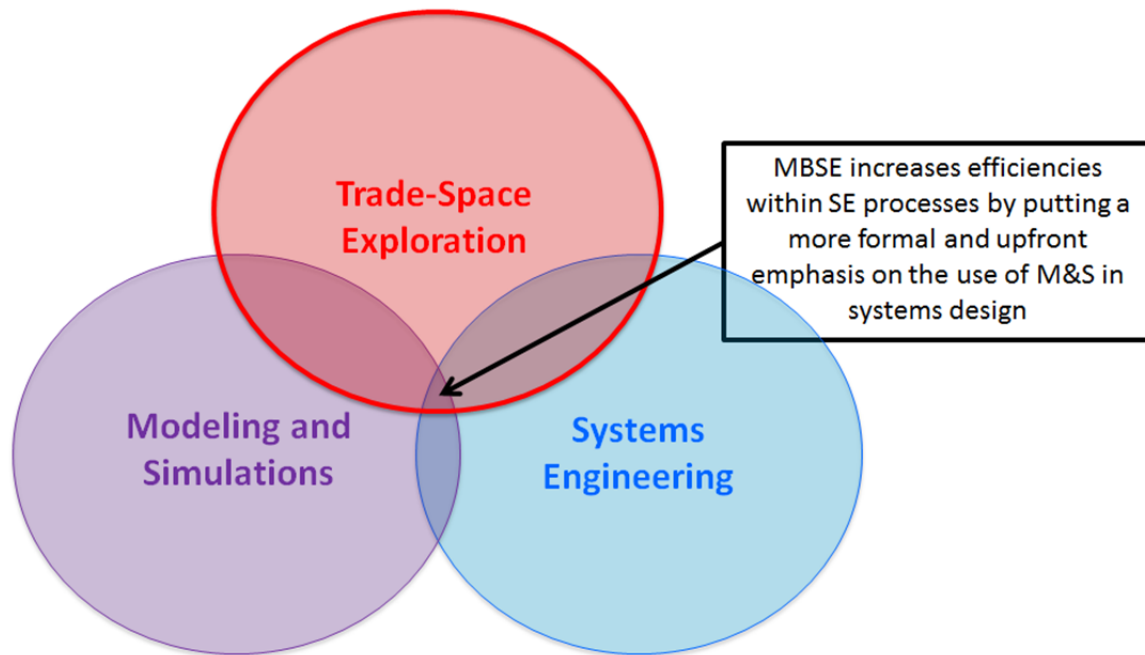 Trade-Space
Exploration
MBSE increases efficiencies
within SE processes by putting a
more formal and upfront
emphasis on the use of M&S in
systems design
Modeling and
Simulations
Systems
Engineering